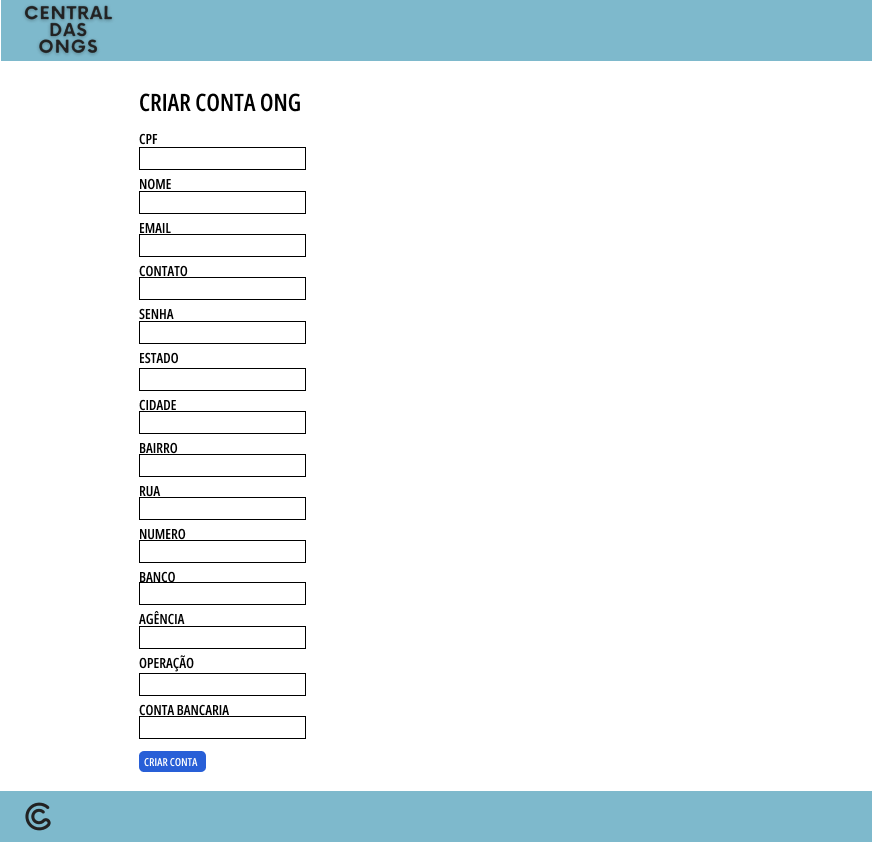 CENTRAL
DAS
ONGS
CRIAR CONTA ONG
CPF
NOME
EMAIL
CONTATO
SENHA
ESTADO
CIDADE
BAIRRO
RUA
NUMERO
BANCO
AGÊNCIA
OPERAÇÃO
CONTA BANCARIA
CRIAR CONTA